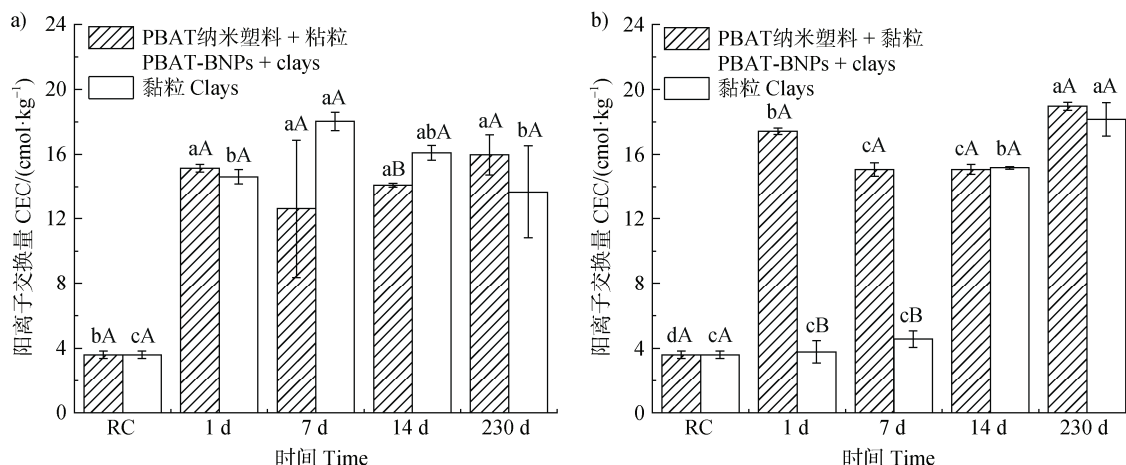 a)
24
20
16
12
8
4
0
阳离子交换量 CEC/(cmol·kg⁻¹)
PBAT纳米塑料 + 粘粒
PBAT-BNPs + clays
黏粒 Clays
bA cA aA bA aA aA aB abA aA bA
RC 1 d 7 d 14 d 230 d
时间 Time
b)
24
20
16
12
8
4
0
阳离子交换量 CEC/(cmol·kg⁻¹)
PBAT纳米塑料 + 黏粒
PBAT-BNPs + clays
黏粒 Clays
dA cA bA cB cA cB cA bA aA aA
RC 1 d 7 d 14 d 230 d
时间 Time